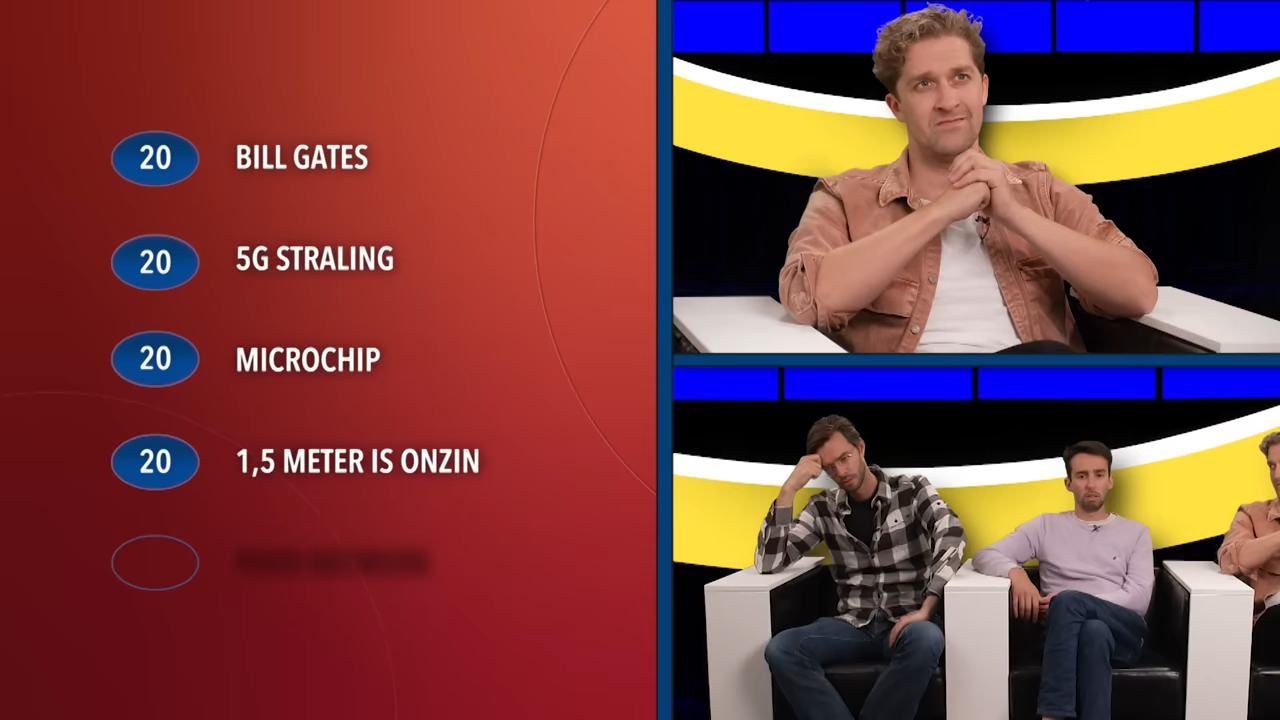 20 BILL GATES
20 5G STRALING
20 MICROCHIP
20 1,5 METER IS ONZIN